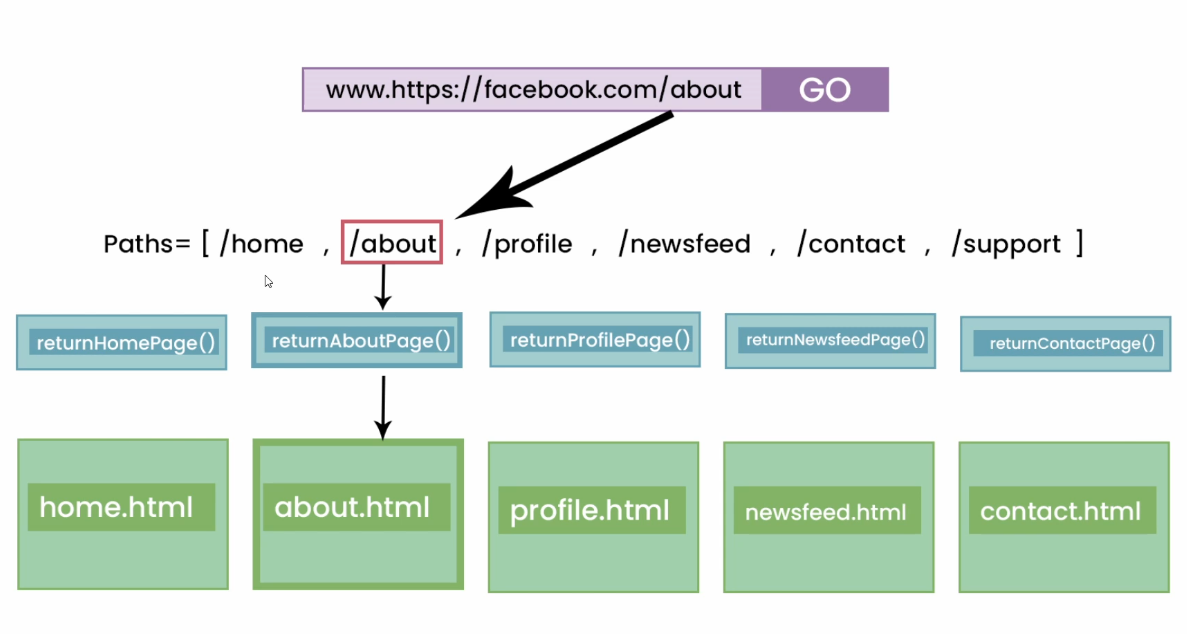 www.https://facebook.com/about GO
Paths= [ /home , /about , /profile , /newsfeed , /contact , /support ]
returnHomePage() returnAboutPage() returnProfilePage() returnNewsfeedPage() returnContactPage()
home.html about.html profile.html newsfeed.html contact.html